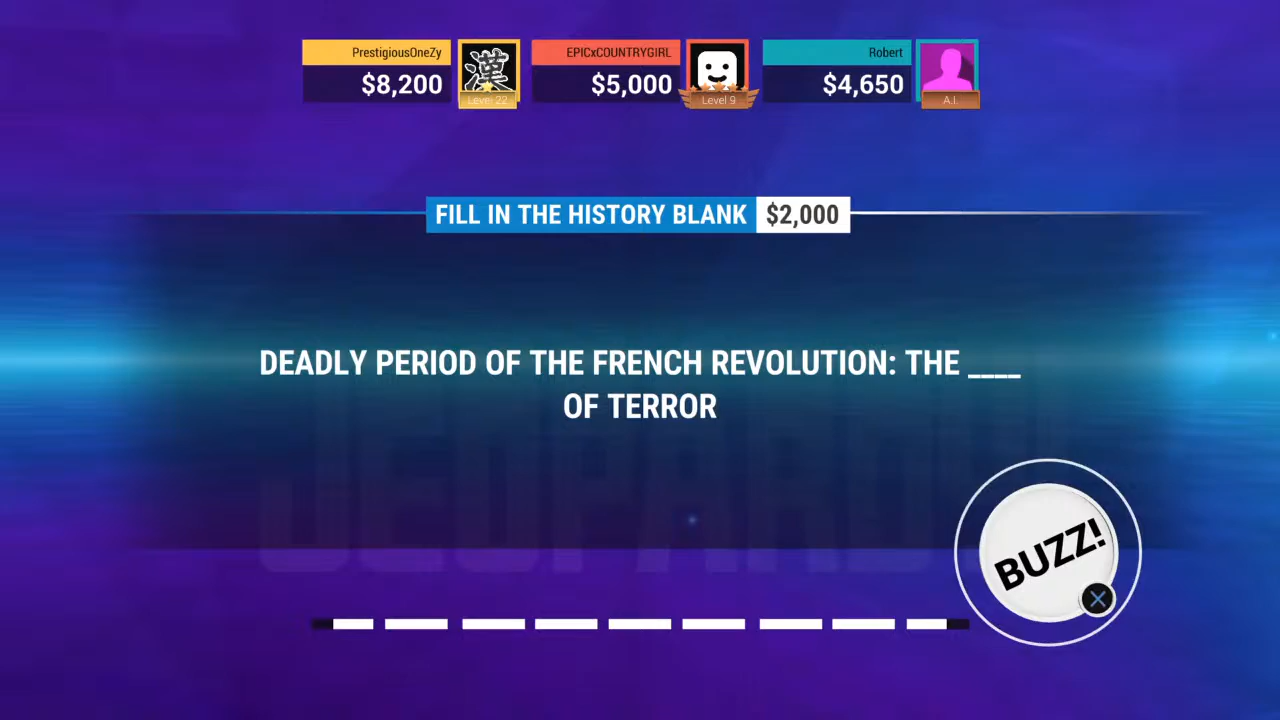 PrestigiousOneZy
$8,200
Level 22
EPICxCOUNTRYGIRL
$5,000
Level 9
Robert
$4,650
A.I.
FILL IN THE HISTORY BLANK $2,000
DEADLY PERIOD OF THE FRENCH REVOLUTION: THE ____
OF TERROR
JEOPARDY!
BUZZ!